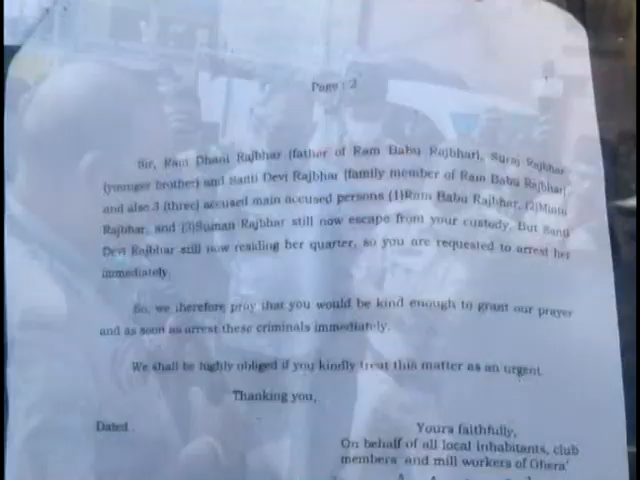 Page : 2
Sir, Ram Dhani Rajbhar (father of Ram Babu Rajbhar), Suraj Rajbhar
(younger brother) and Santi Devi Rajbhar (family member of Ram Babu Rajbhar)
and also 3 (three) accused main accused persons (1)Ram Babu Rajbhar, (2)Mintu
Rajbhar, and (3)Suman Rajbhar still now escape from your custody. But Santi
Devi Rajbhar still now residing her quarter, so you are requested to arrest her
immediately.
So, we therefore pray that you would be kind enough to grant our prayer
and as soon as arrest these criminals immediately.
We shall be highly obliged if you kindly treat this matter as an urgent.
Thanking you,
Dated.
Yours faithfully,
On behalf of all local inhabitants, club
members and mill workers of